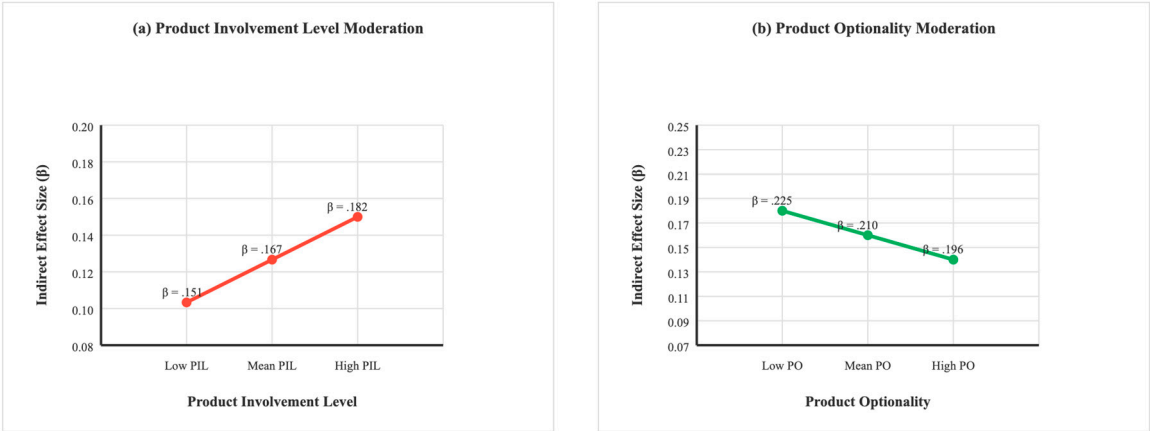 (a) Product Involvement Level Moderation
Indirect Effect Size (β)
0.20
0.18
0.16
0.14
0.12
0.10
0.08
β = .151
β = .167
β = .182
Low PIL
Mean PIL
High PIL
Product Involvement Level
(b) Product Optionality Moderation
Indirect Effect Size (β)
0.25
0.23
0.21
0.19
0.17
0.15
0.13
0.11
0.09
0.07
β = .225
β = .210
β = .196
Low PO
Mean PO
High PO
Product Optionality